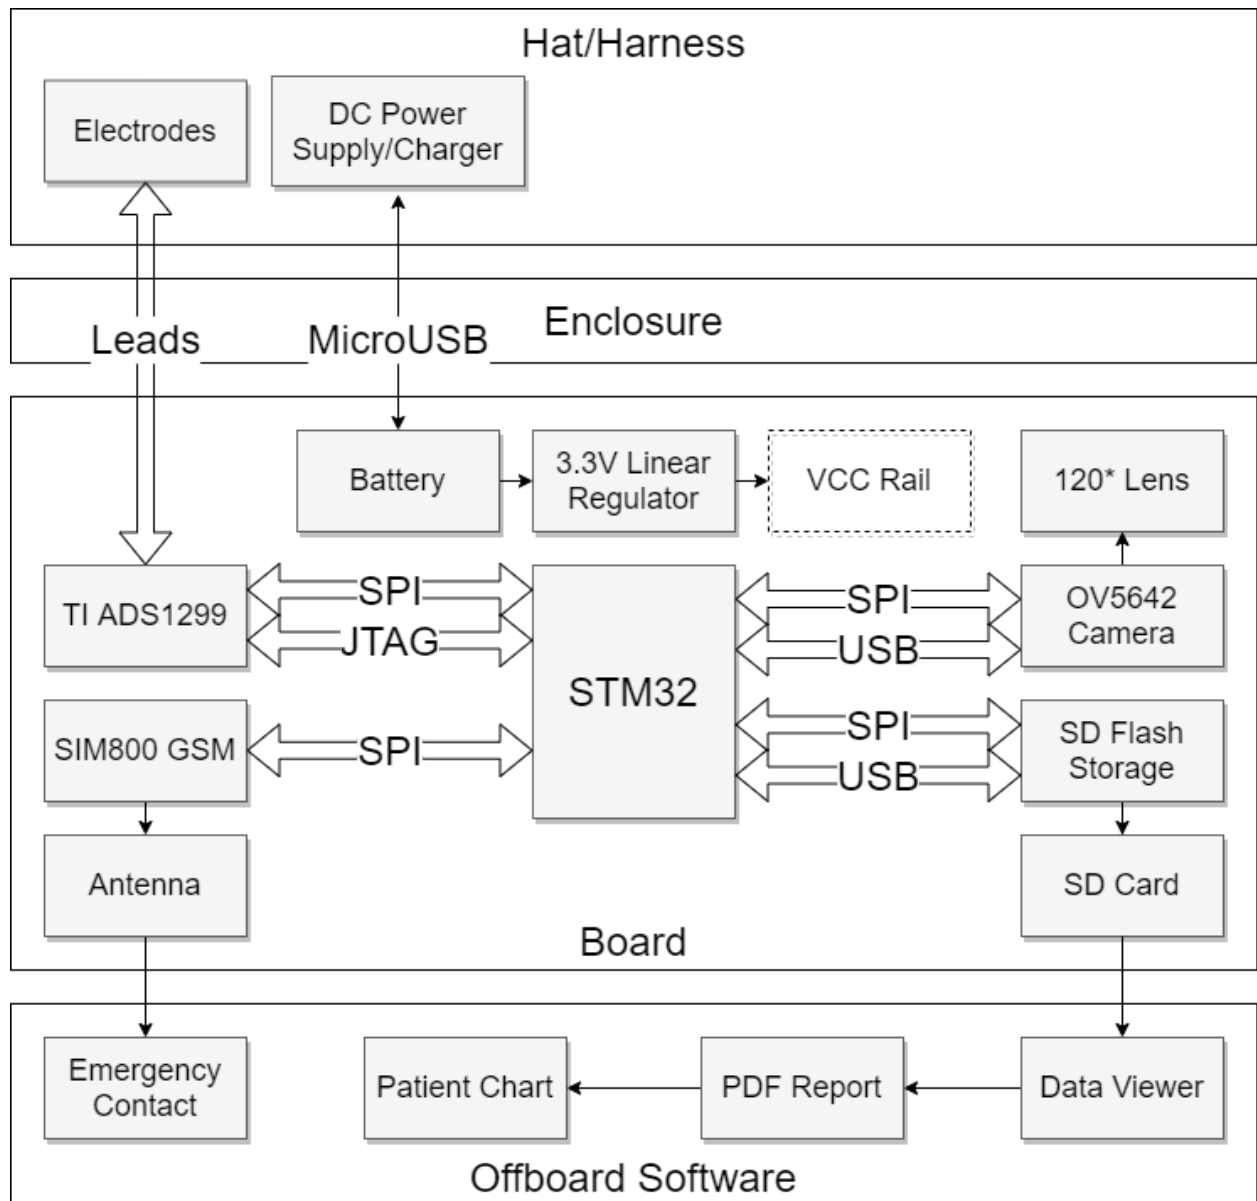 Hat/Harness
Electrodes
DC Power
Supply/Charger
Enclosure
Leads
MicroUSB
Battery
3.3V Linear
Regulator
VCC Rail
120* Lens
TI ADS1299
SPI
JTAG
STM32
SPI
USB
OV5642
Camera
SIM800 GSM
SPI
SPI
USB
SD Flash
Storage
Antenna
SD Card
Board
Emergency
Contact
Patient Chart
PDF Report
Data Viewer
Offboard Software